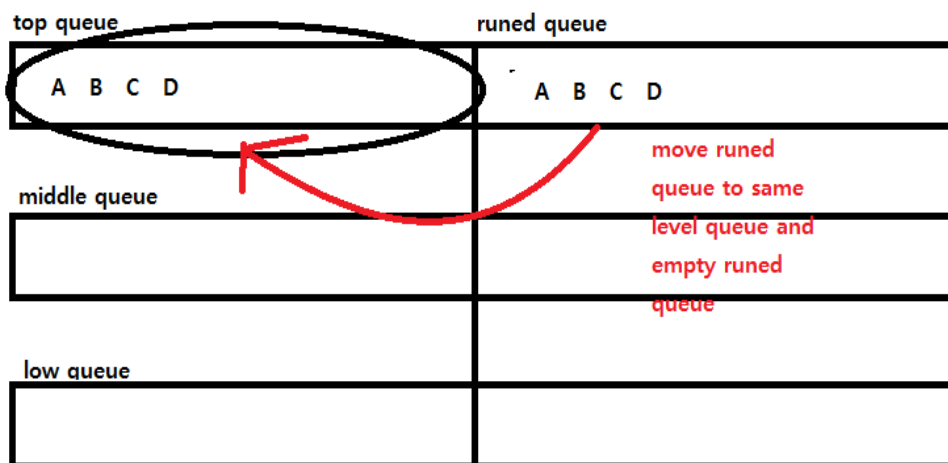 top queue
runed queue
A B C D
A B C D
move runed
queue to same
level queue and
empty runed
queue
middle queue
low queue